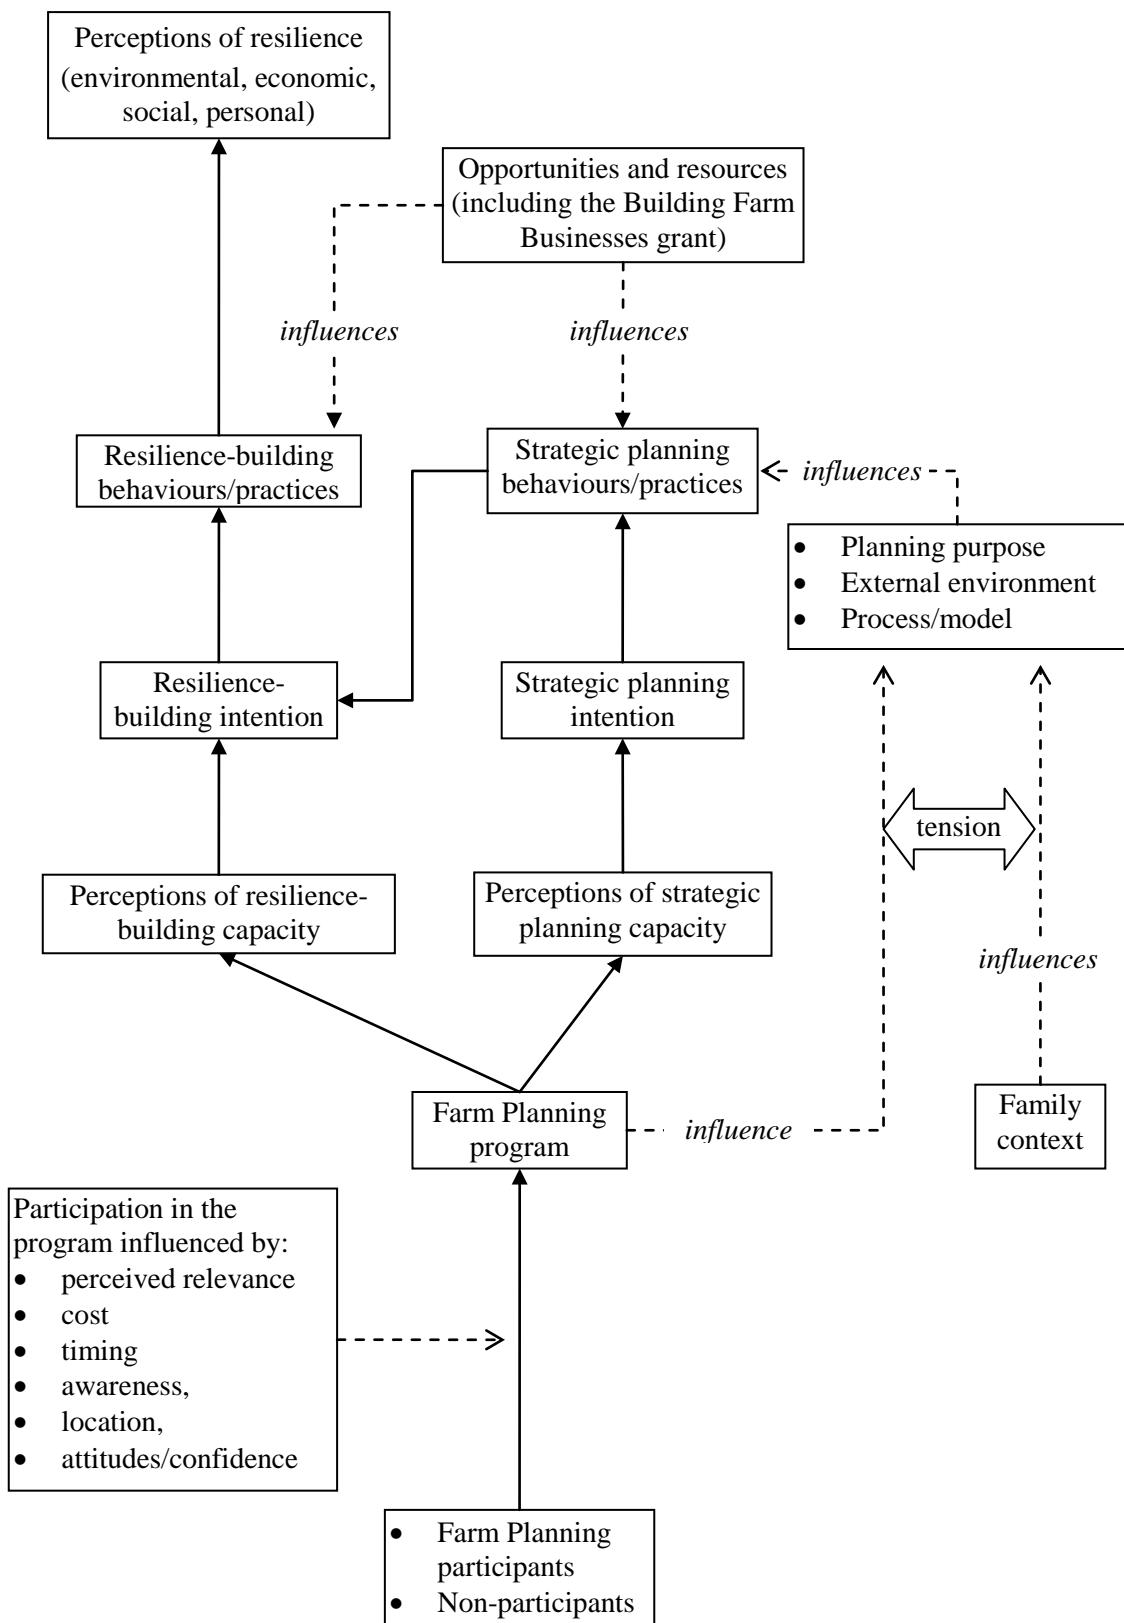 Perceptions of resilience
(environmental, economic,
social, personal)
Opportunities and resources
(including the Building Farm
Businesses grant)
influences
influences
Resilience-building
behaviours/practices
Strategic planning
behaviours/practices
influences
• Planning purpose
• External environment
• Process/model
Resilience-
building intention
Strategic planning
intention
tension
Perceptions of resilience-
building capacity
Perceptions of strategic
planning capacity
influences
Farm Planning
program
influence
Family
context
Participation in the
program influenced by:
• perceived relevance
• cost
• timing
• awareness,
• location,
• attitudes/confidence
• Farm Planning
participants
• Non-participants